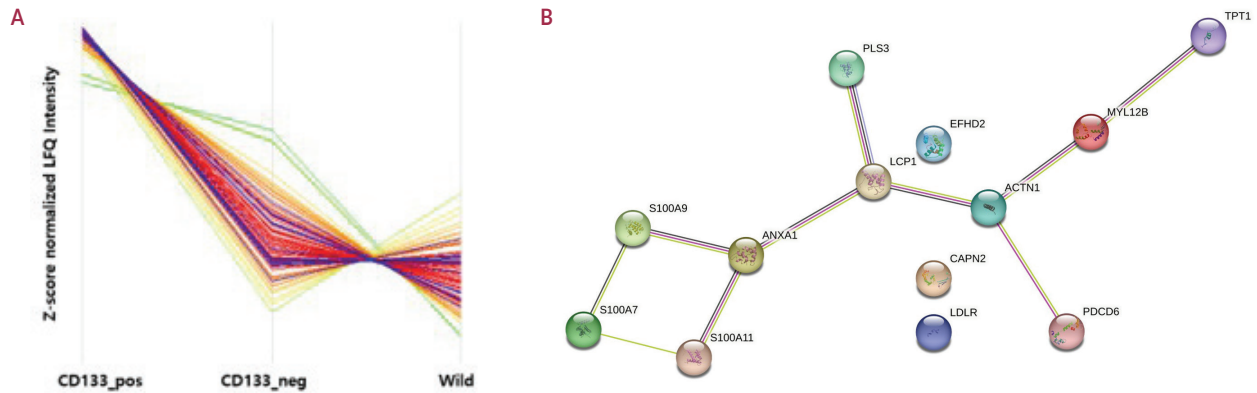 A
Z-score normalized LFQ Intensity
CD133_pos
CD133_neg
Wild
B
TPT1
PLS3
MYL12B
EFHD2
LCP1
ACTN1
S100A9
ANXA1
CAPN2
S100A7
LDLR
PDCD6
S100A11